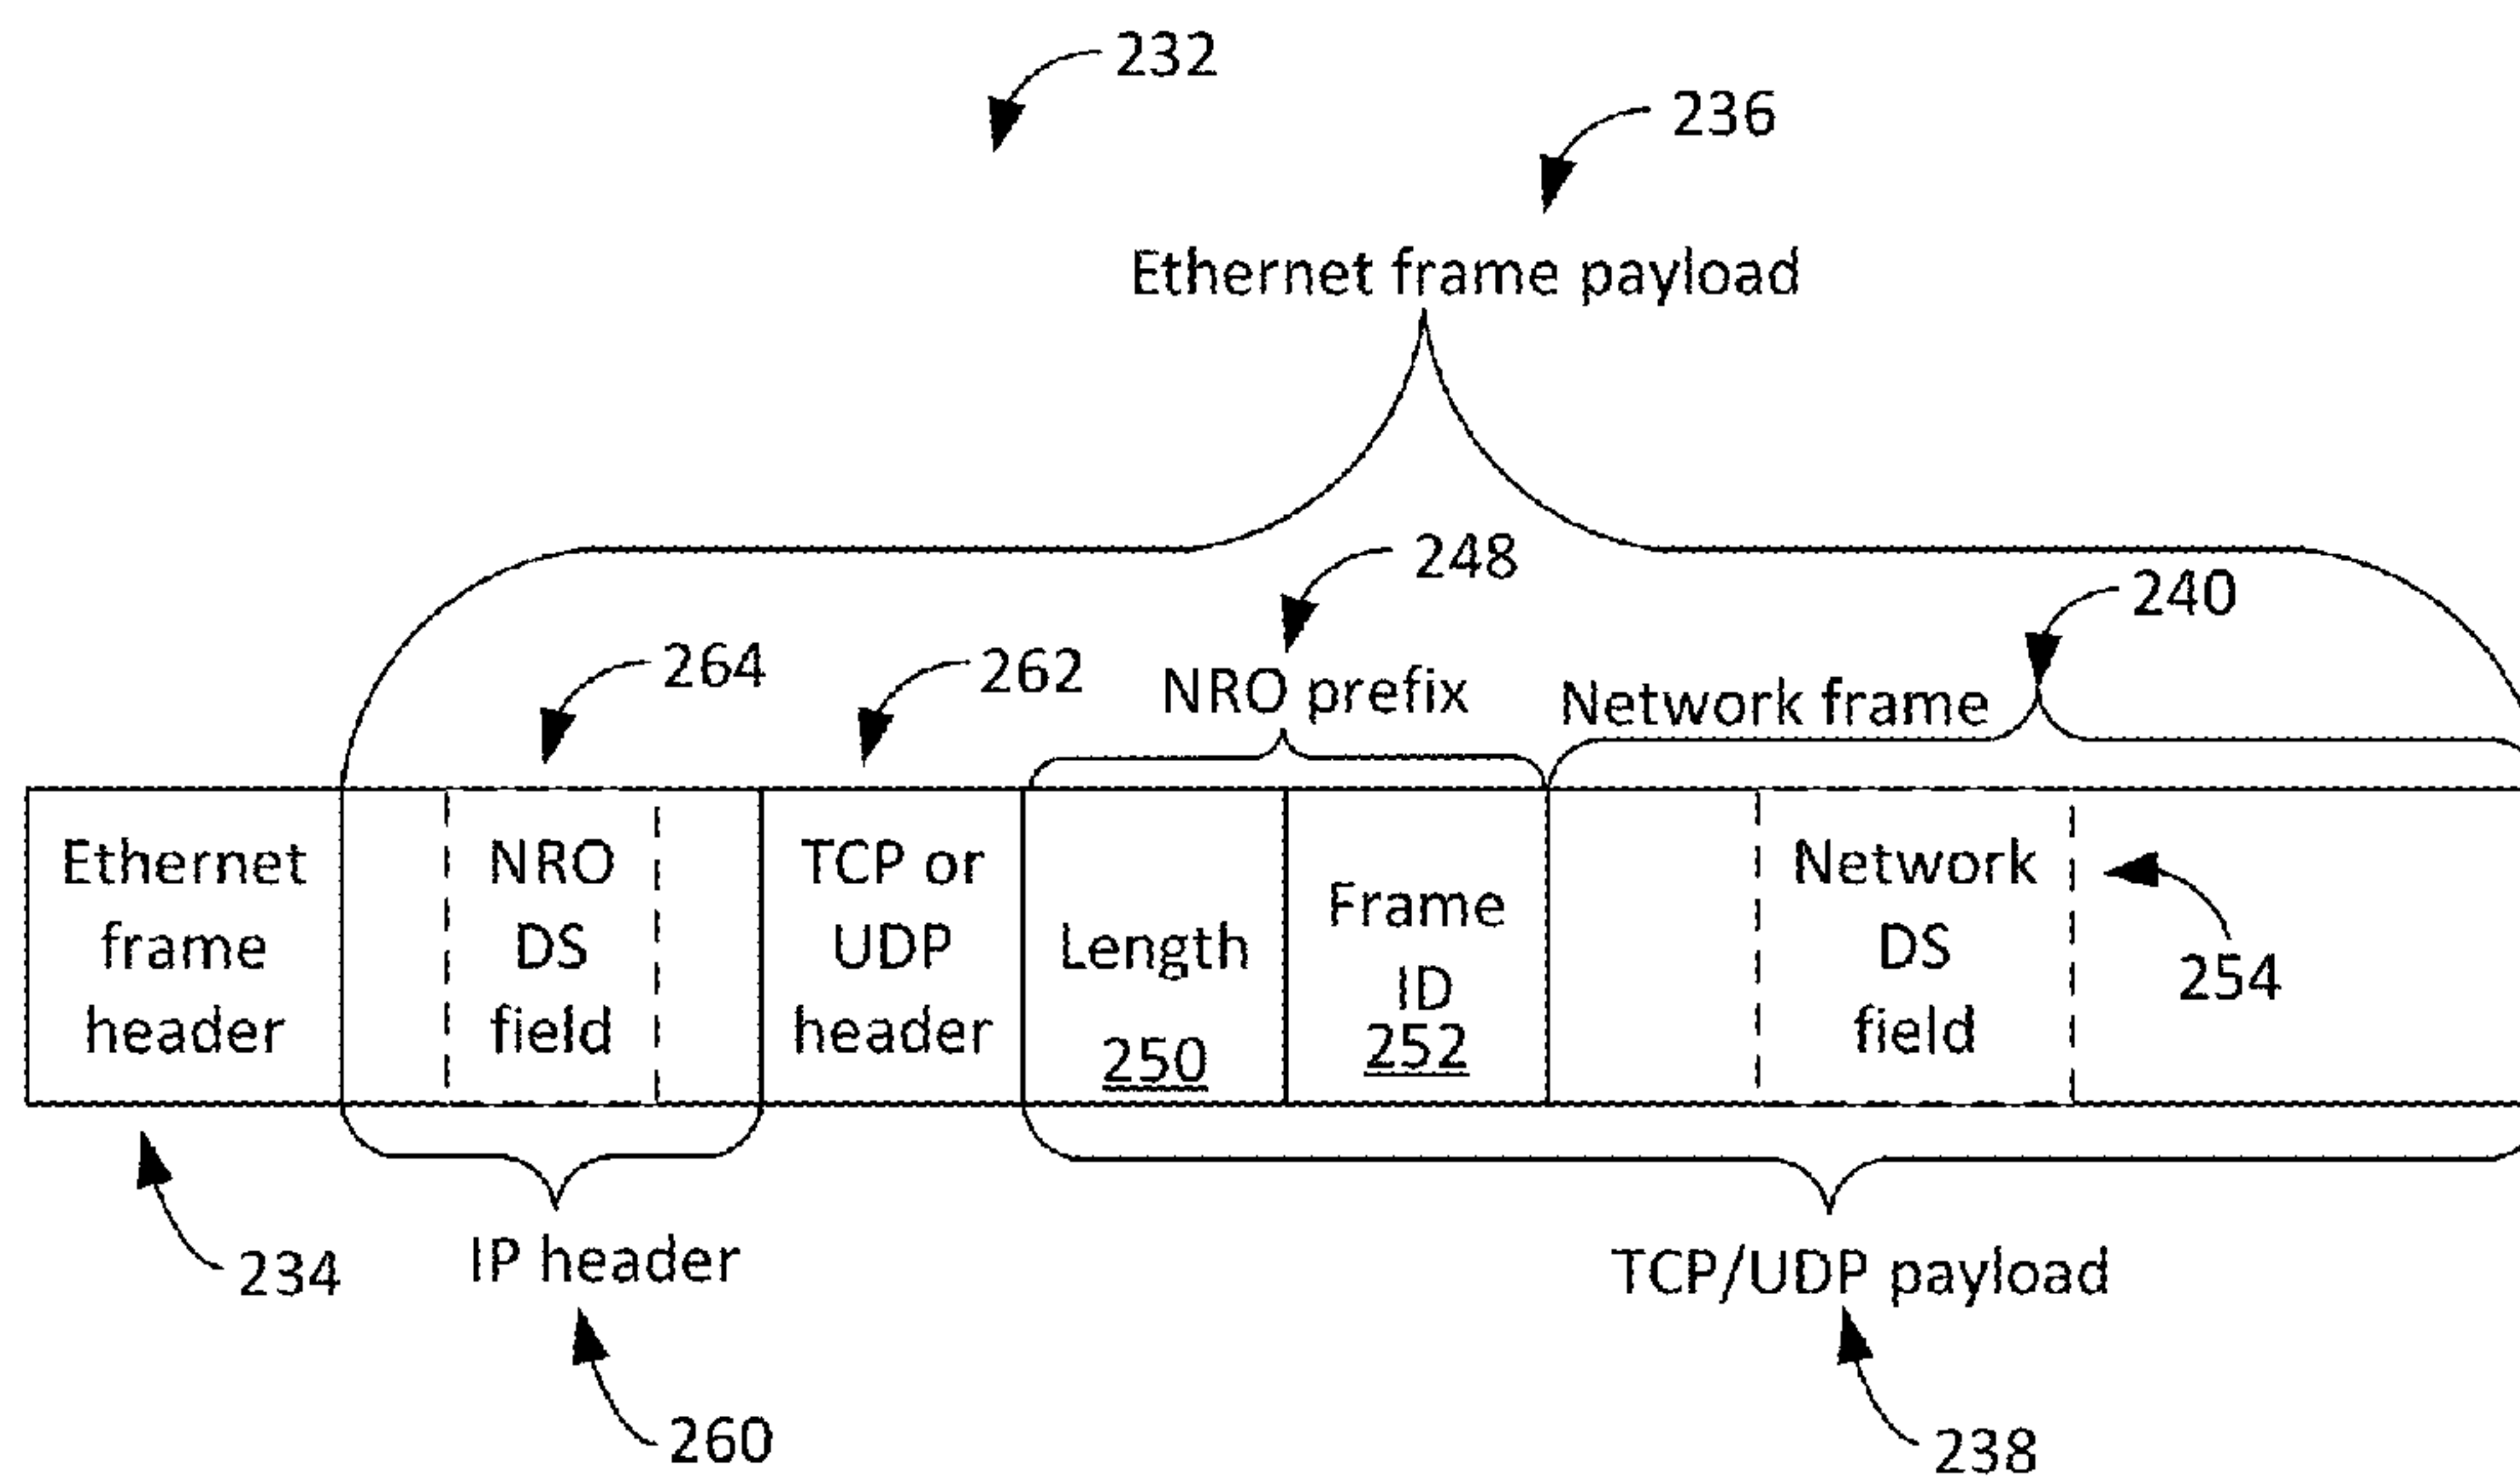 232
236
Ethernet frame payload
248
240
264
262
NRO prefix
Network frame
Ethernet
frame
header
NRO
DS
field
TCP or
UDP
header
Length
250
Frame
ID
252
Network
DS
field
254
234
IP header
TCP/UDP payload
260
238